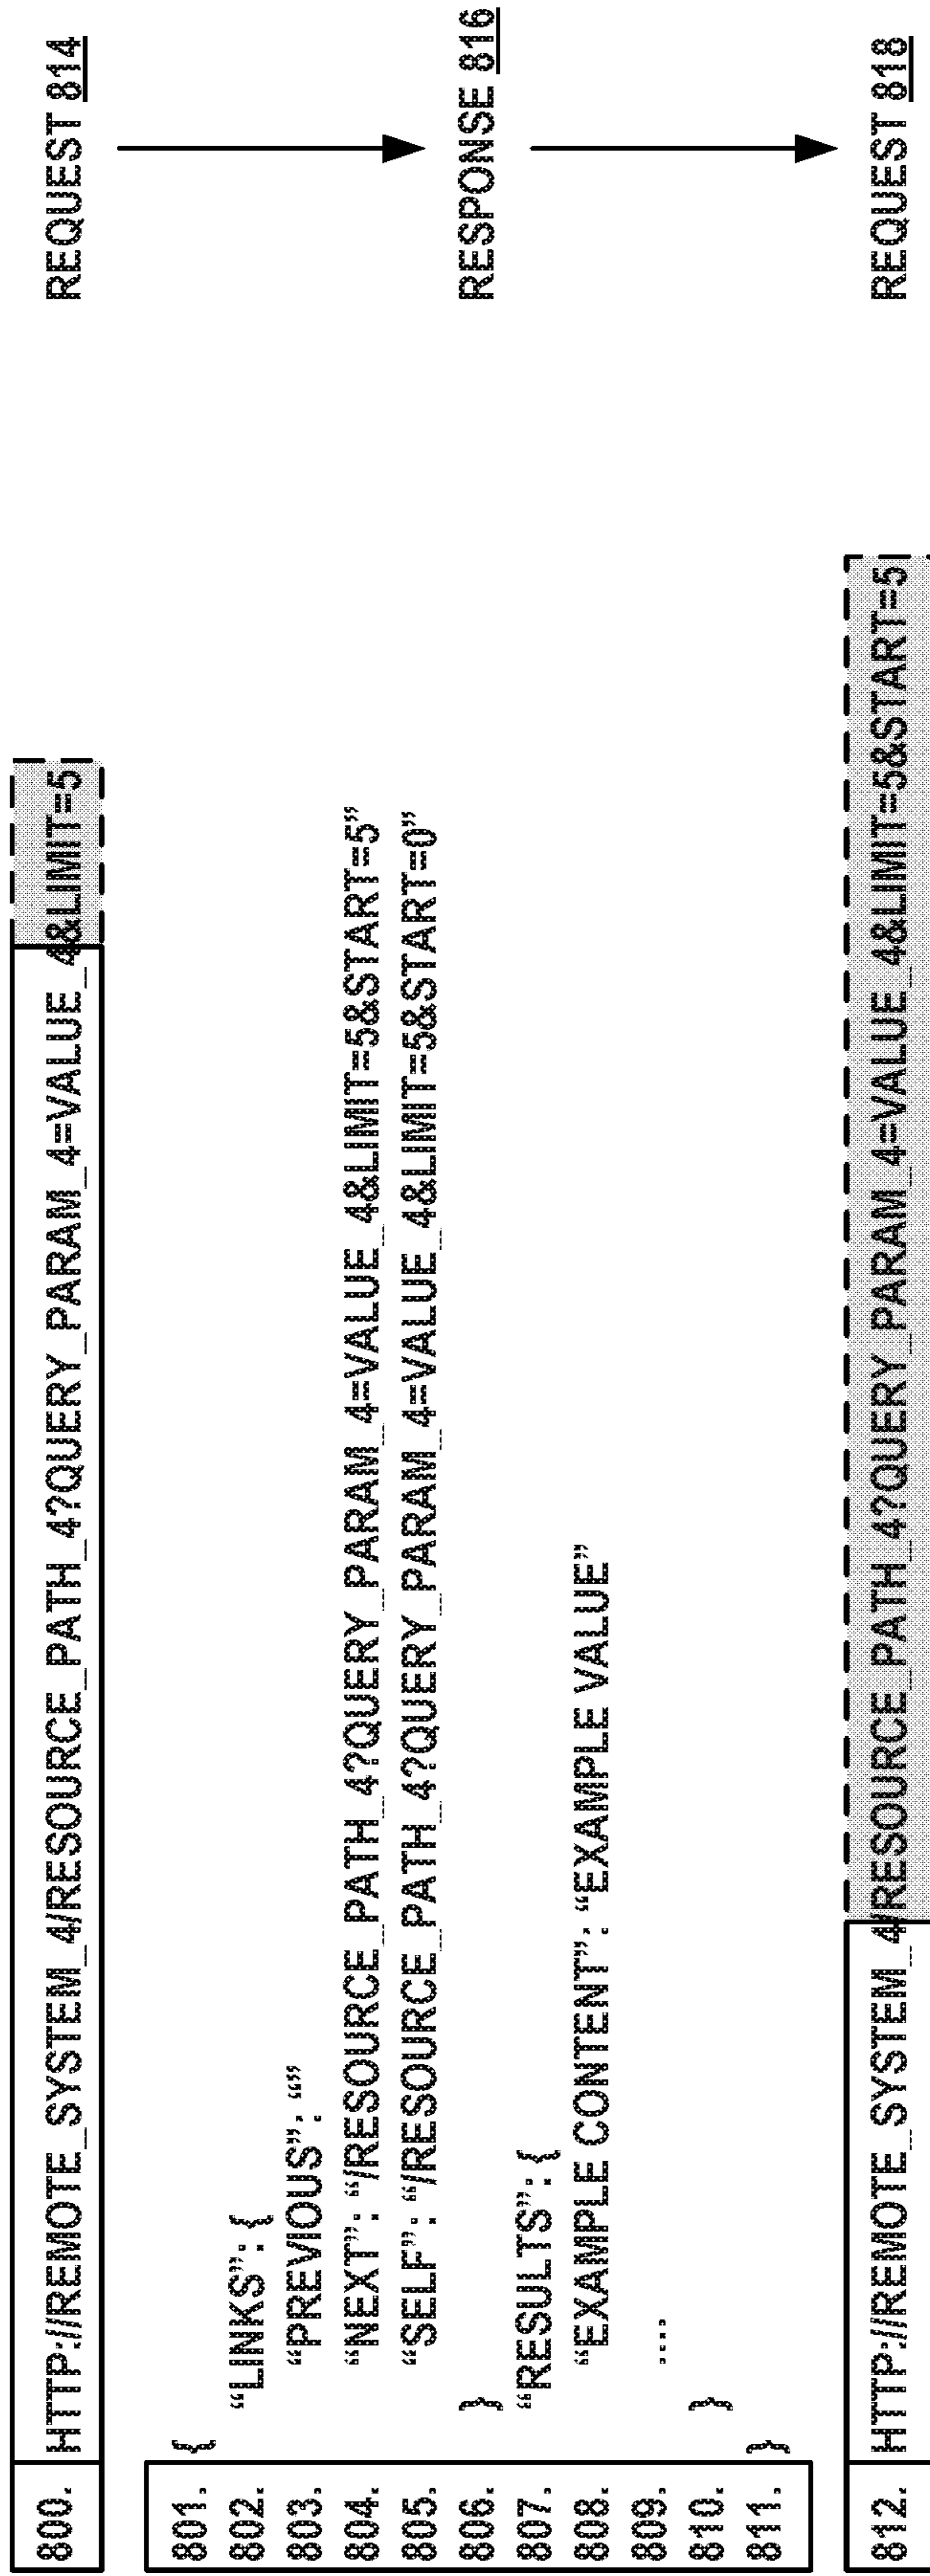 800. HTTP://REMOTE_SYSTEM_4/RESOURCE_PATH_4?QUERY_PARAM_4=VALUE_4&LIMIT=5
REQUEST 814
801. {
802. “LINKS”: {
803. “PREVIOUS”: “”
804. “NEXT”: “/RESOURCE_PATH_4?QUERY_PARAM_4=VALUE_4&LIMIT=5&START=5”
805. “SELF”: “/RESOURCE_PATH_4?QUERY_PARAM_4=VALUE_4&LIMIT=5&START=0”
806. }
807. “RESULTS”: {
808. “EXAMPLE CONTENT”: “EXAMPLE VALUE”
809. ....
810. }
811. }
RESPONSE 816
812. HTTP://REMOTE_SYSTEM_4/RESOURCE_PATH_4?QUERY_PARAM_4=VALUE_4&LIMIT=5&START=5
REQUEST 818